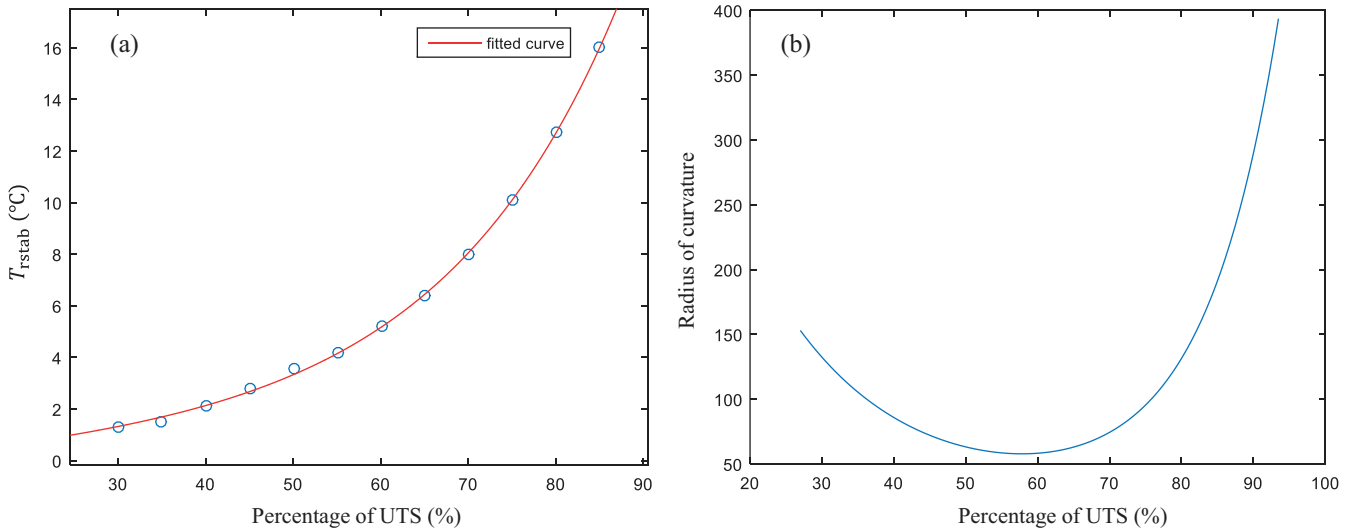 (a)
fitted curve
16
14
12
10
8
6
4
2
0
T_rstab (°C)
30 40 50 60 70 80 90
Percentage of UTS (%)
(b)
400
350
300
250
200
150
100
50
Radius of curvature
20 30 40 50 60 70 80 90 100
Percentage of UTS (%)